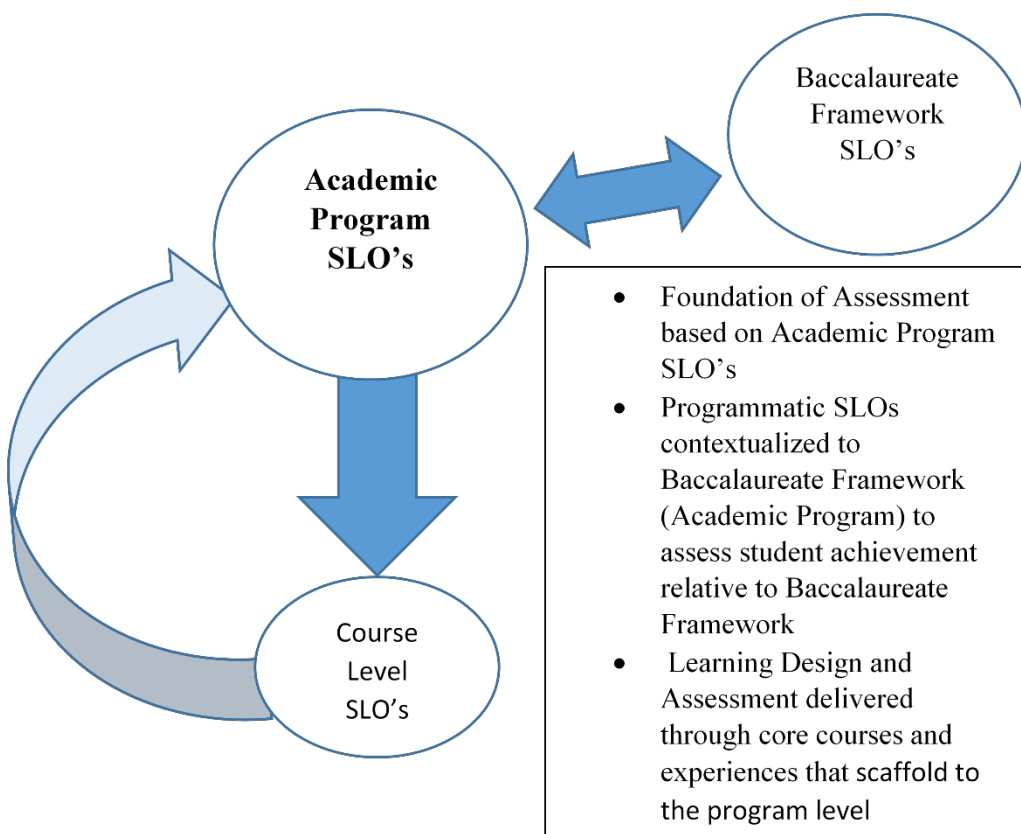 Baccalaureate
Framework
SLO’s
Academic
Program
SLO’s
• Foundation of Assessment
based on Academic Program
SLO’s
• Programmatic SLOs
contextualized to
Baccalaureate Framework
(Academic Program) to
assess student achievement
relative to Baccalaureate
Framework
• Learning Design and
Assessment delivered
through core courses and
experiences that scaffold to
the program level
Course
Level
SLO’s